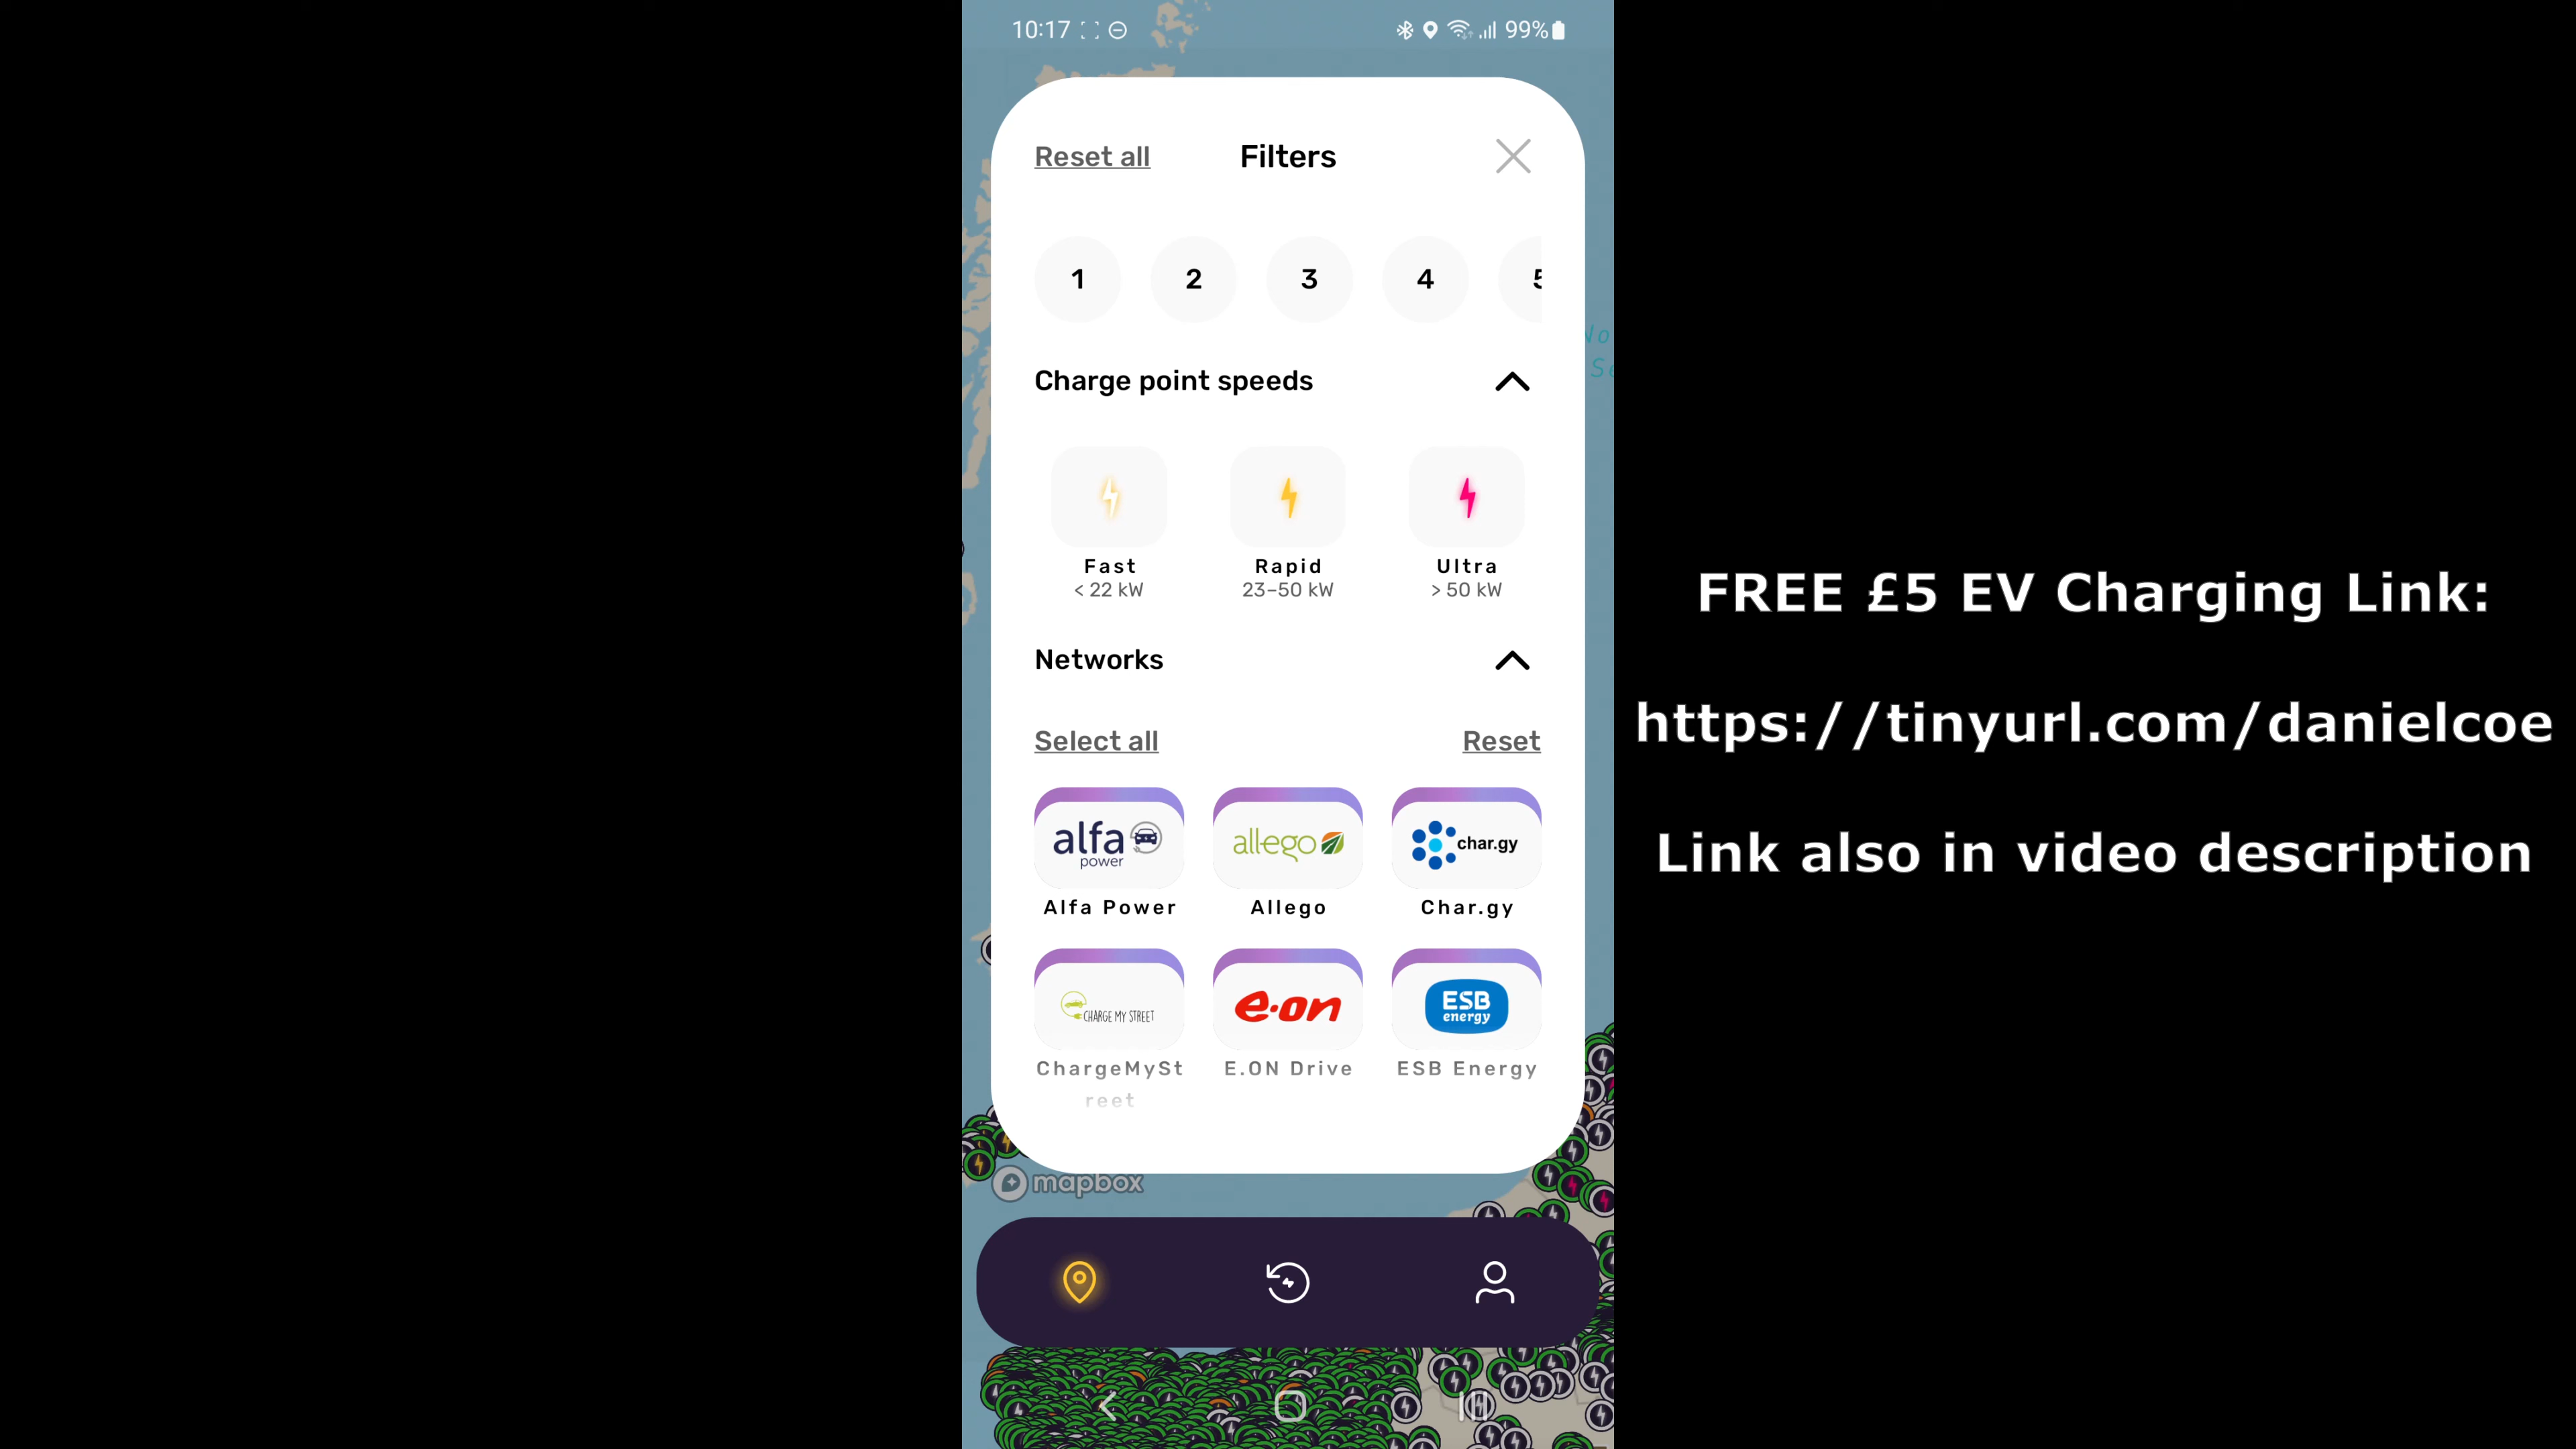 10:17
99%
Reset all
Filters
1
2
3
4
5
Charge point speeds
Fast
< 22 kW
Rapid
23–50 kW
Ultra
> 50 kW
Networks
Select all
Reset
alfa
power
allego
char.gy
Alfa Power
Allego
Char.gy
CHARGE MY STREET
e.on
ESB
energy
ChargeMySt
reet
E.ON Drive
ESB Energy
mapbox
No
Se
FREE £5 EV Charging Link:
https://tinyurl.com/danielcoe
Link also in video description